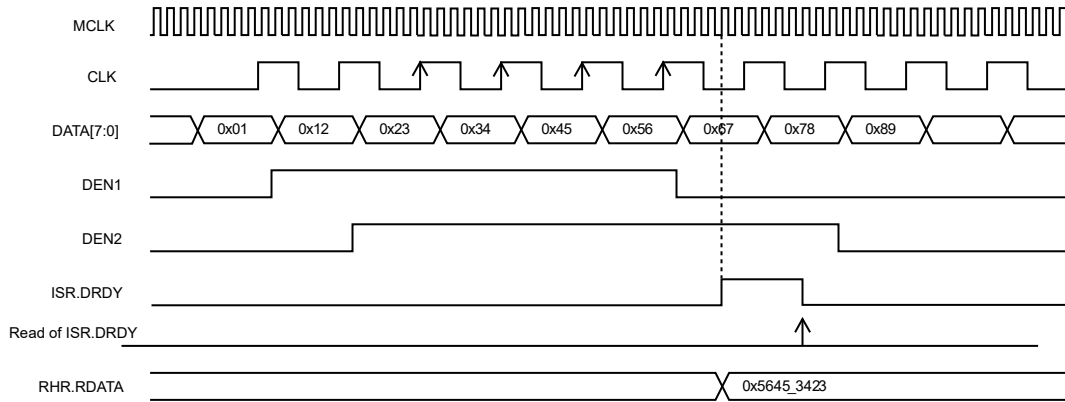 MCLK
CLK
DATA[7:0] 0x01 0x12 0x23 0x34 0x45 0x56 0x67 0x78 0x89
DEN1
DEN2
ISR.DRDY
Read of ISR.DRDY
RHR.RDATA 0x5645_3423